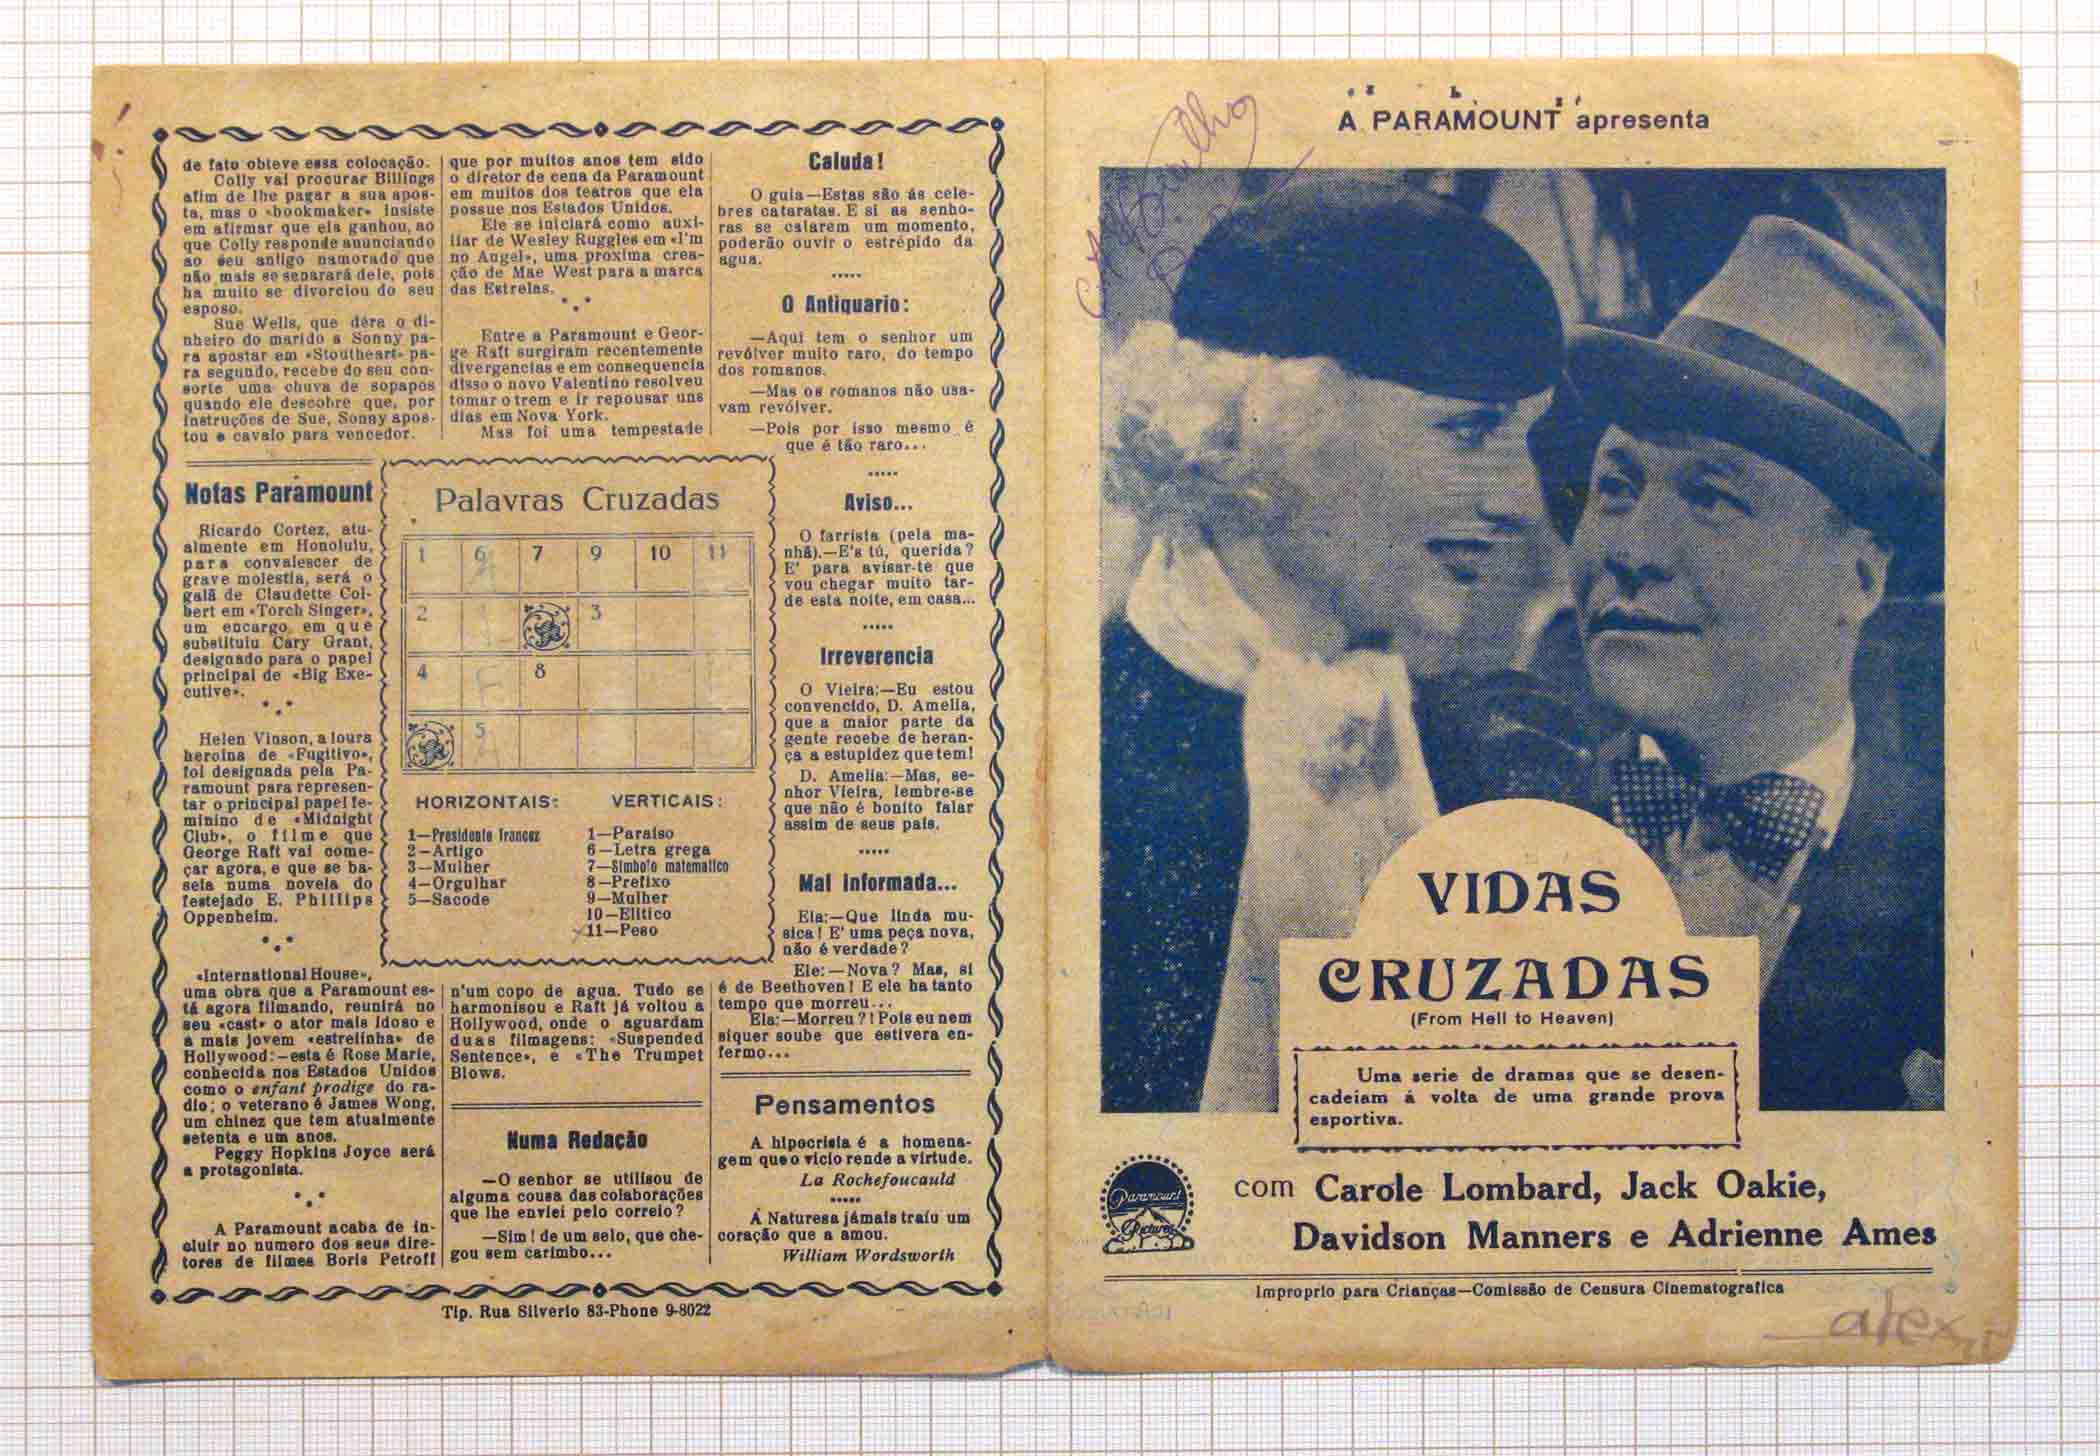 de fato obteve essa colocação.
Colly vai procurar Billings
afim de lhe pagar a sua apos-
ta, mas o «bookmaker» insiste
em afirmar que ela ganhou, ao
que Colly responde anunciando
ao seu antigo namorado que
não mais se separará dele, pois
ha muito se divorciou do seu
esposo.
Sue Wells, que déra o di-
nheiro do marido a Sonny pa-
ra apostar em «Stoutheart» pa-
ra segundo, recebe do seu con-
sorte uma chuva de sopapos
quando ele descobre que, por
instruções de Sue, Sonny apos-
tou o cavalo para vencedor.
Notas Paramount
Ricardo Cortez, atu-
almente em Honolulu,
para convalescer de
grave molestia, será o
galã de Claudette Col-
bert em «Torch Singer»,
um encargo em que
substituiu Cary Grant,
designado para o papel
principal de «Big Exe-
cutive».
Helen Vinson, a loura
heroina de «Fugitivo»,
foi designada pela Pa-
ramount para represen-
tar o principal papel fe-
minino de «Midnight
Club», o filme que
George Raft vai come-
çar agora, e que se ba-
seia numa novela do
festejado E. Phillips
Oppenheim.
«International House»,
uma obra que a Paramount es-
tá agora filmando, reunirá no
seu «cast» o ator mais idoso e
a mais jovem «estrelinha» de
Hollywood:—esta é Rose Marie,
conhecida nos Estados Unidos
como o enfant prodige do ra-
dio; o veterano é James Wong,
um chinez que tem atualmente
setenta e um anos.
Peggy Hopkins Joyce será
a protagonista.
A Paramount acaba de in-
cluir no numero dos seus dire-
tores de filmes Boris Petroff
que por muitos anos tem sido
o diretor de cena da Paramount
em muitos dos teatros que ela
possue nos Estados Unidos.
Ele se iniciará como auxi-
liar de Wesley Ruggles em «I'm
no Angel», uma proxima crea-
ção de Mae West para a marca
das Estrelas.
Entre a Paramount e Geor-
ge Raft surgiram recentemente
divergencias e em consequencia
disso o novo Valentino resolveu
tomar o trem e ir repousar uns
dias em Nova York.
Mas foi uma tempestade
Palavras Cruzadas
1 6 7 9 10 11
2 3
4 8
5
HORIZONTAIS:
1—Presidente francez
2—Artigo
3—Mulher
4—Orgulhar
5—Sacode
VERTICAIS:
1—Paraiso
6—Letra grega
7—Simbolo matematico
8—Prefixo
9—Mulher
10—Elitico
11—Peso
n'um copo de agua. Tudo se
harmonisou e Raft já voltou a
Hollywood, onde o aguardam
duas filmagens: «Suspended
Sentence», e «The Trumpet
Blows.
Numa Redação
—O senhor se utilisou de
alguma cousa das colaborações
que lhe enviei pelo correio?
—Sim! de um selo, que che-
gou sem carimbo...
Caluda!
O guia—Estas são ás cele-
bres cataratas. E si as senho-
ras se calarem um momento,
poderão ouvir o estrépido da
agua.
O Antiquario:
—Aqui tem o senhor um
revólver muito raro, do tempo
dos romanos.
—Mas os romanos não usa-
vam revólver.
—Pois por isso mesmo é
que é tão raro...
Aviso...
O farrista (pela ma-
nhã).—E's tú, querida?
E' para avisar-te que
vou chegar muito tar-
de esta noite, em casa...
Irreverencia
O Vieira:—Eu estou
convencido, D. Amelia,
que a maior parte da
gente recebe de heran-
ça a estupidez que tem!
D. Amelia:—Mas, se-
nhor Vieira, lembre-se
que não é bonito falar
assim de seus pais.
Mal informada...
Ela:—Que linda mu-
sica! E' uma peça nova,
não é verdade?
Ele:—Nova? Mas, si
é de Beethoven! E ele ha tanto
tempo que morreu...
Ela:—Morreu?! Pois eu nem
siquer soube que estivera en-
fermo...
Pensamentos
A hipocrisia é a homena-
gem que o vicio rende a virtude.
La Rochefoucauld
A Naturesa jámais traíu um
coração que a amou.
William Wordsworth
Tip. Rua Silverio 83-Phone 9-8022
A PARAMOUNT apresenta
VIDAS
CRUZADAS
(From Hell to Heaven)
Uma serie de dramas que se desen-
cadeiam á volta de uma grande prova
esportiva.
Paramount
Pictures
com Carole Lombard, Jack Oakie,
Davidson Manners e Adrienne Ames
Improprio para Crianças—Comissão de Censura Cinematografica
alex